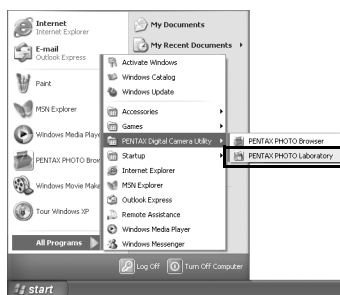 Internet
Internet Explorer
E-mail
Outlook Express
Paint
MSN Explorer
Windows Media Play
PENTAX PHOTO Brow
Windows Movie Make
Tour Windows XP
All Programs
My Documents
My Recent Documents
Activate Windows
Windows Catalog
Windows Update
Accessories
Games
PENTAX Digital Camera Utility
Startup
Internet Explorer
MSN Explorer
Outlook Express
Remote Assistance
Windows Media Player
Windows Messenger
PENTAX PHOTO Browser
PENTAX PHOTO Laboratory
Log Off
Turn Off Computer
start